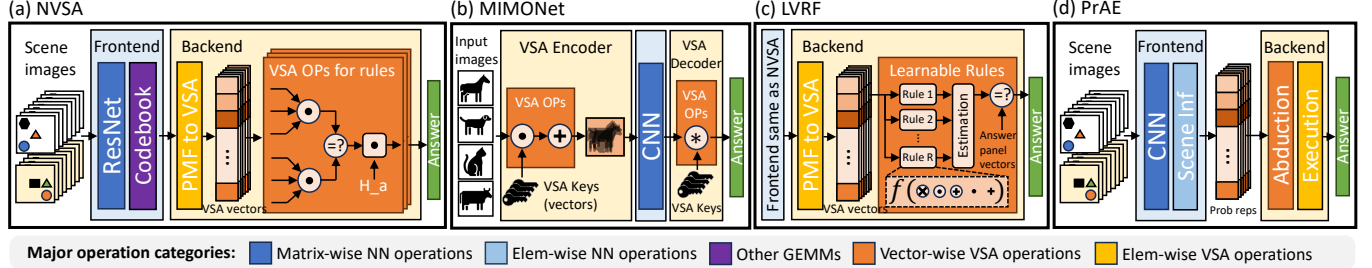 (a) NVSA
Scene images
Frontend
ResNet
Codebook
Backend
PMF to VSA
...
VSA vectors
VSA OPs for rules
=?
H_a
Answer
(b) MIMONet
Input images
VSA Encoder
VSA OPs
VSA Keys (vectors)
CNN
VSA Decoder
VSA OPs
VSA Keys
Answer
(c) LVRF
Frontend same as NVSA
Backend
PMF to VSA
...
VSA vectors
Learnable Rules
Rule 1
Rule 2
...
Rule R
Estimation
=?
Answer panel vectors
f ( ⊗ ⊙ ⊕ · + )
Answer
(d) PrAE
Scene images
Frontend
CNN
Scene Inf
...
Prob reps
Backend
Abduction
Execution
Answer
Major operation categories:
Matrix-wise NN operations
Elem-wise NN operations
Other GEMMs
Vector-wise VSA operations
Elem-wise VSA operations